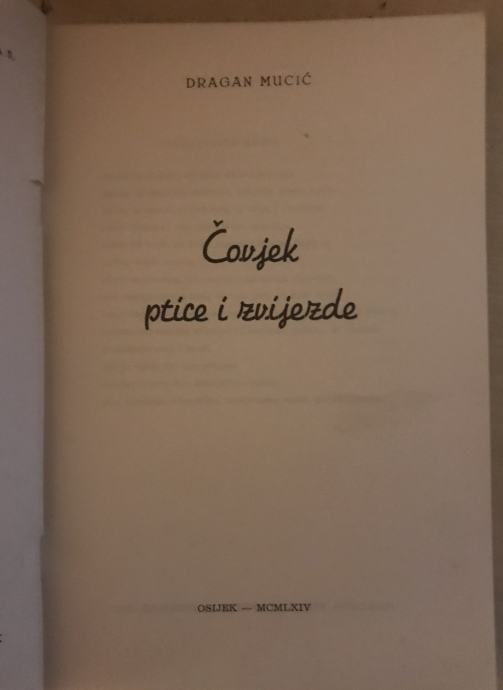 DRAGAN MUCIĆ
Čovjek
ptice i zvijezde
OSIJEK — MCMLXIV